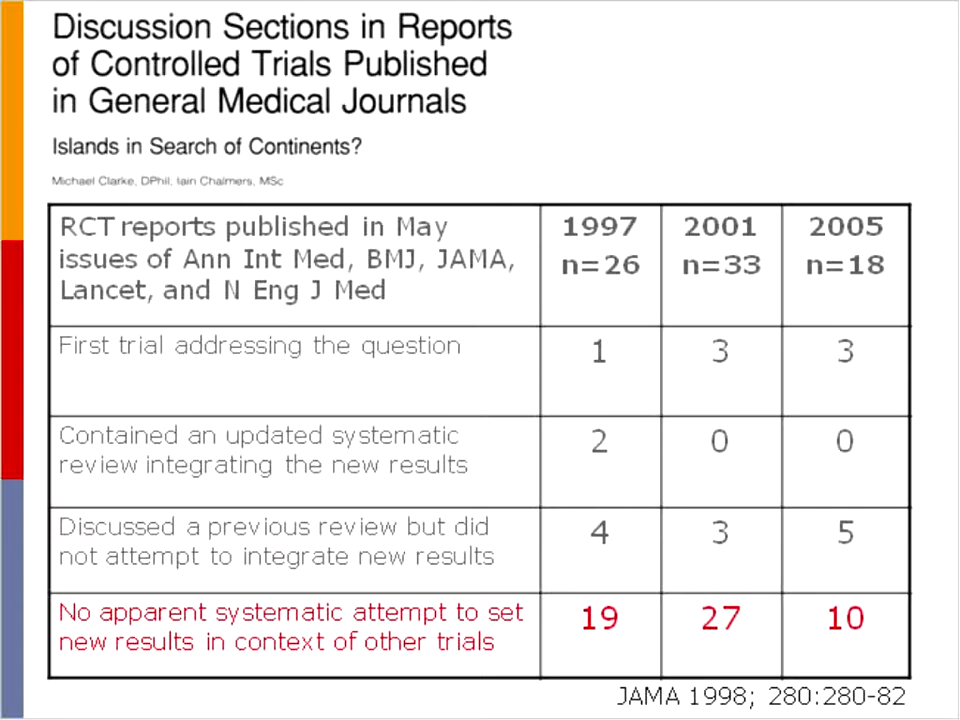 Discussion Sections in Reports
of Controlled Trials Published
in General Medical Journals
Islands in Search of Continents?
Michael Clarke, DPhil, Iain Chalmers, MSc
RCT reports published in May
issues of Ann Int Med, BMJ, JAMA,
Lancet, and N Eng J Med
1997
n=26
2001
n=33
2005
n=18
First trial addressing the question
1
3
3
Contained an updated systematic
review integrating the new results
2
0
0
Discussed a previous review but did
not attempt to integrate new results
4
3
5
No apparent systematic attempt to set
new results in context of other trials
19
27
10
JAMA 1998; 280:280-82